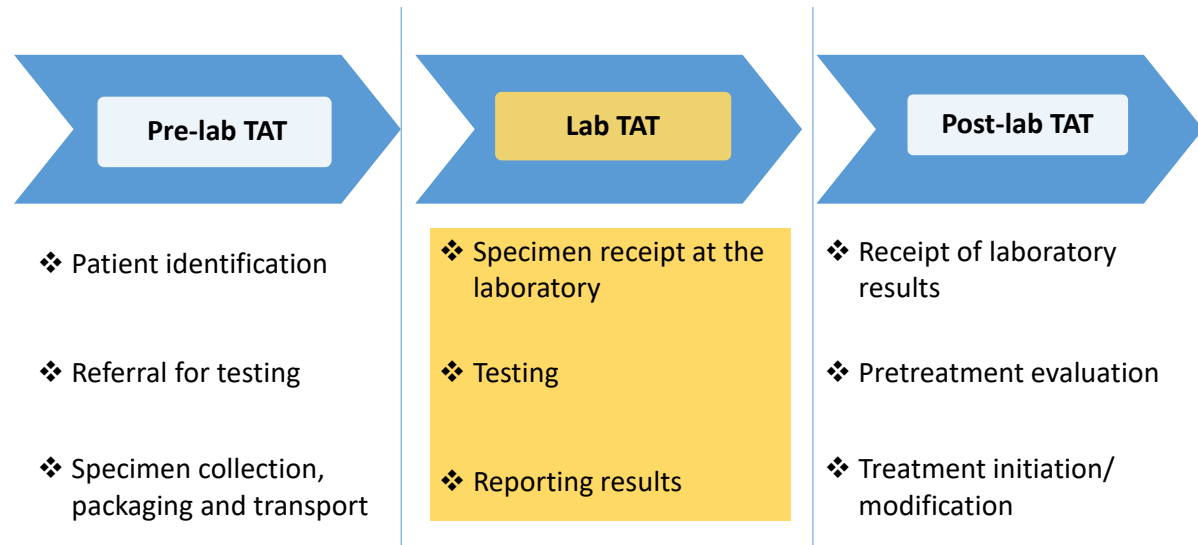 Pre-lab TAT
Lab TAT
Post-lab TAT
❖ Patient identification
❖ Referral for testing
❖ Specimen collection,
packaging and transport
❖ Specimen receipt at the
laboratory
❖ Testing
❖ Reporting results
❖ Receipt of laboratory
results
❖ Pretreatment evaluation
❖ Treatment initiation/
modification